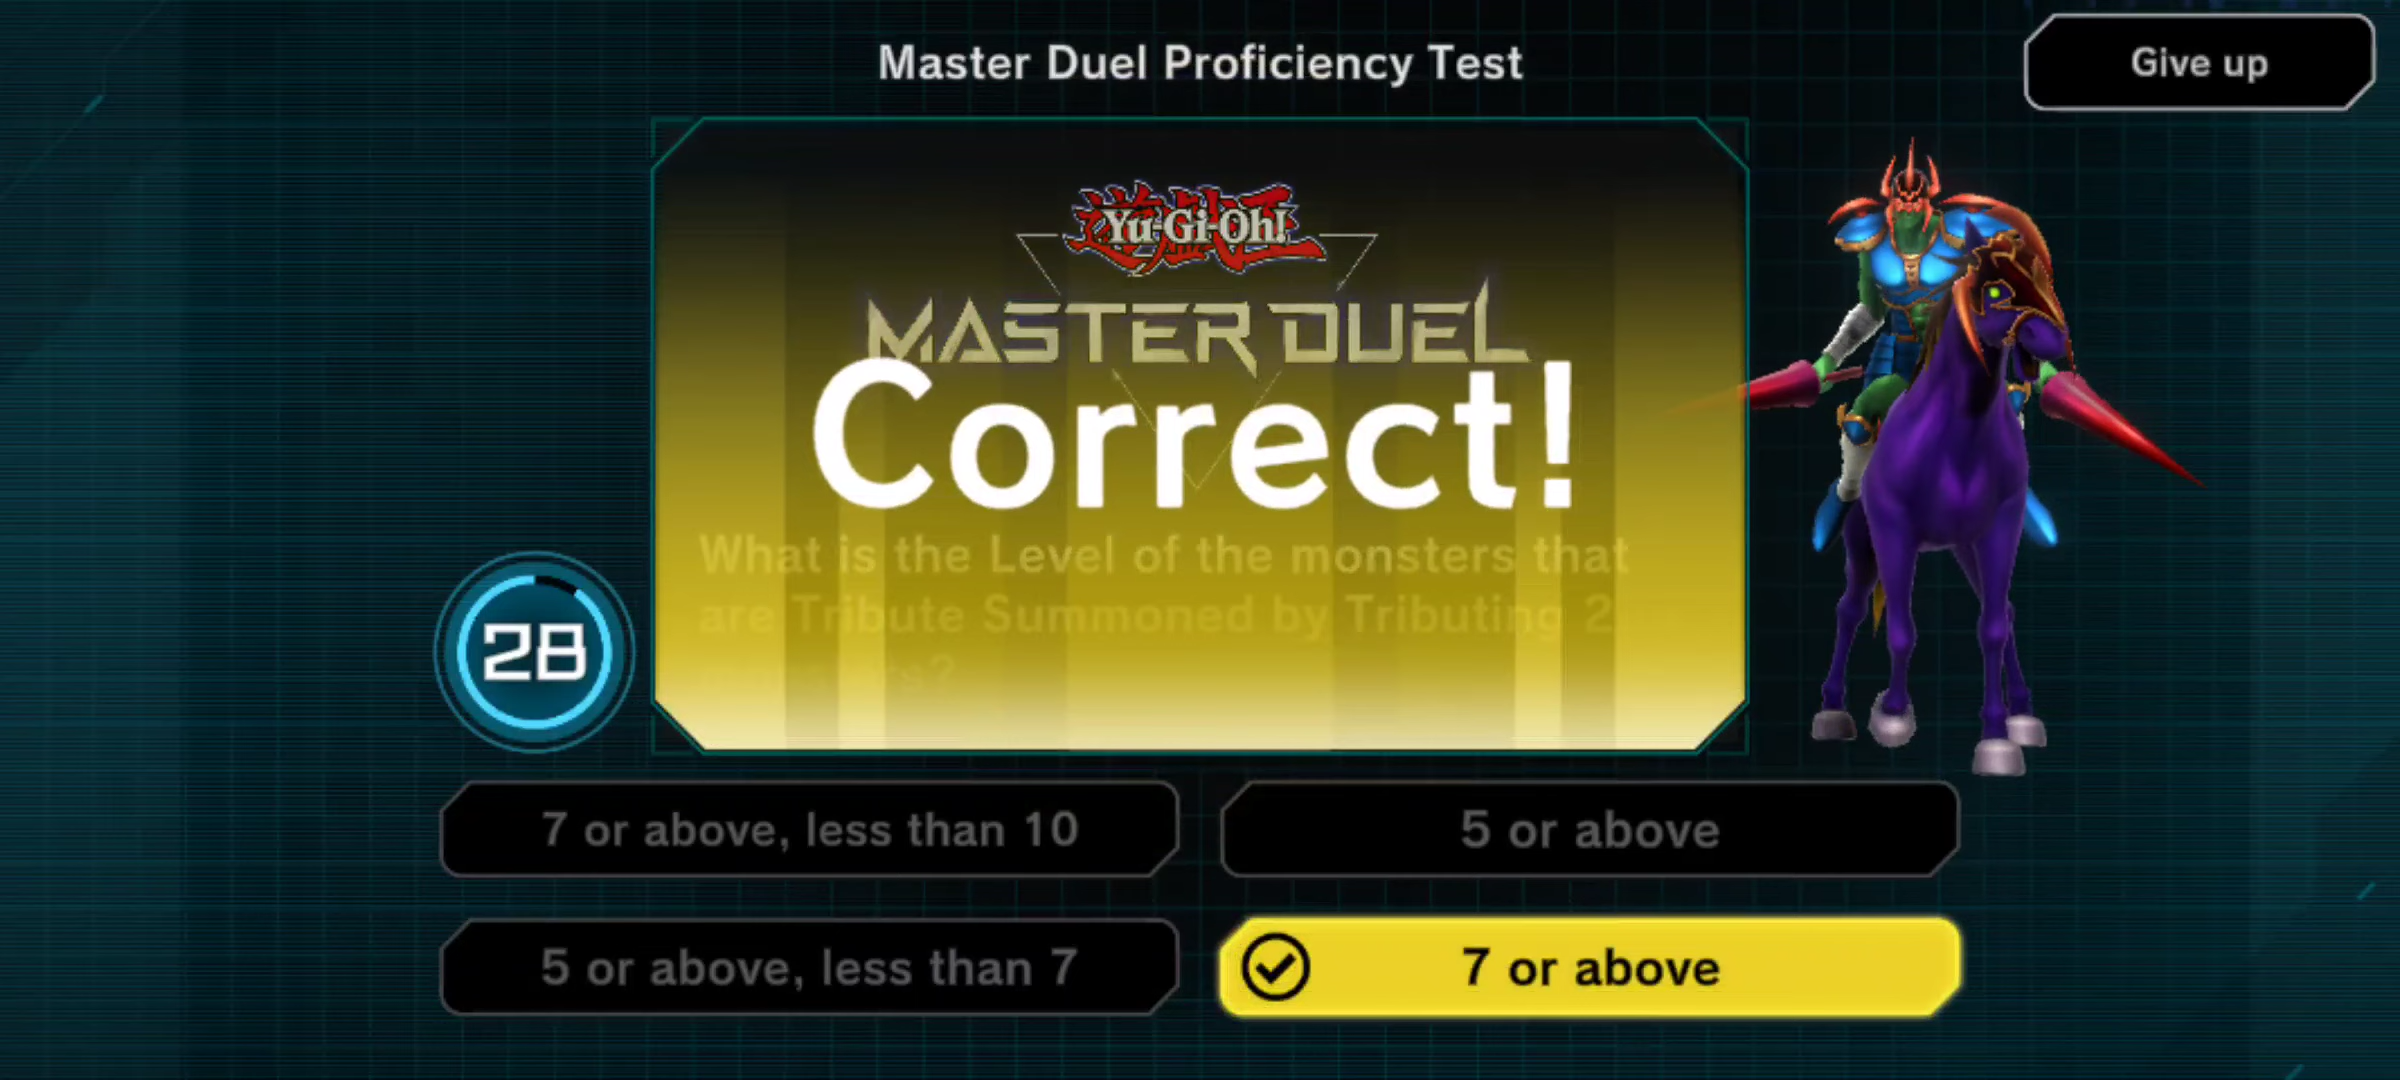 Master Duel Proficiency Test
Give up
Yu-Gi-Oh!
MASTER DUEL
Correct!
What is the Level of the monsters that
are Tribute Summoned by Tributing 2
28
7 or above, less than 10
5 or above
5 or above, less than 7
7 or above